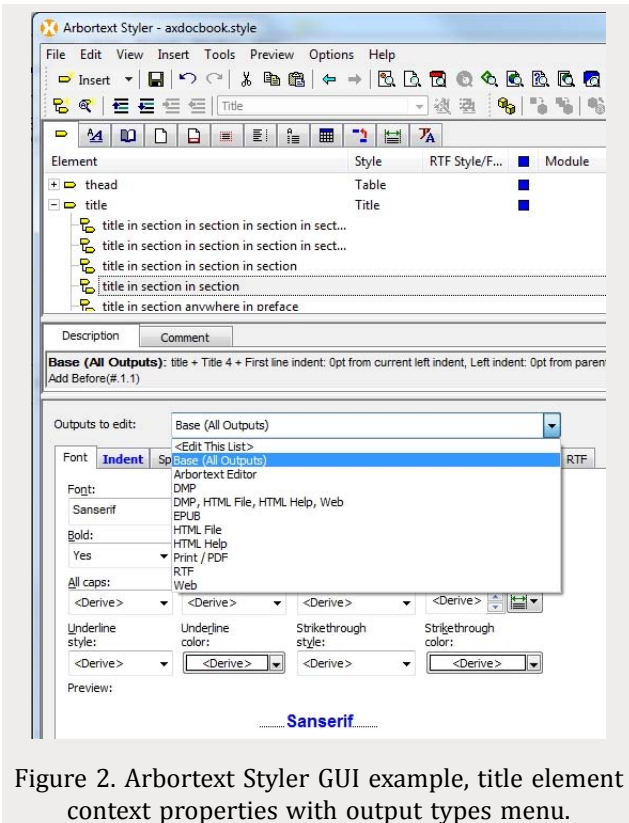 Arbortext Styler - axdocbook.style
File Edit View Insert Tools Preview Options Help
Insert
Title
Element Style RTF Style/F... Module
thead Table
title Title
title in section in section in section in sect...
title in section in section in section in sect...
title in section in section in section
title in section in section
title in section anywhere in preface
Description Comment
Base (All Outputs): title + Title 4 + First line indent: 0pt from current left indent, Left indent: 0pt from paren
Add Before(#.1.1)
Outputs to edit: Base (All Outputs)
<Edit This List>
Font Indent Sp Base (All Outputs) RTF
Arbortext Editor
Font: DMP
Sanserif DMP, HTML File, HTML Help, Web
EPUB
Bold: HTML File
HTML Help
Yes Print / PDF
RTF
All caps: Web
<Derive> <Derive> <Derive> <Derive>
Underline style: Underline color: Strikethrough style: Strikethrough color:
<Derive> <Derive> <Derive> <Derive>
Preview:
Sanserif
Figure 2. Arbortext Styler GUI example, title element
context properties with output types menu.